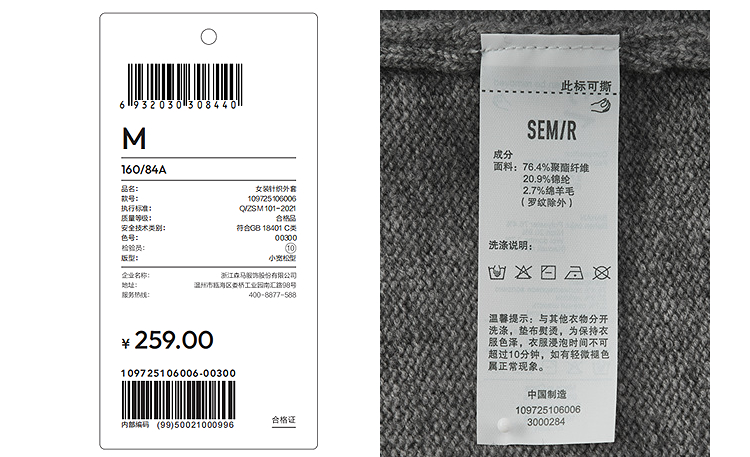 6 932030 308440
M
160/84A
品名： 女装针织外套
款号： 109725106006
执行标准： Q/ZSM 101-2021
质量等级： 合格品
安全技术类别： 符合GB 18401 C类
色号： 00300
检验员： 10
版型： 小宽松型
企业名称： 浙江森马服饰股份有限公司
地址： 温州市瓯海区娄桥工业园南汇路98号
服务热线： 400-8877-588
¥ 259.00
109725106006-00300
内部编码 (99)50021000996
合格证
此标可撕
SEM/R
成分
面料：76.4%聚酯纤维
20.9%锦纶
2.7%绵羊毛
（罗纹除外）
洗涤说明：
温馨提示：与其他衣物分开
洗涤，垫布熨烫，为保持衣
服色泽，衣服浸泡时间不可
超过10分钟，如有轻微褪色
属正常现象。
中国制造
109725106006
3000284